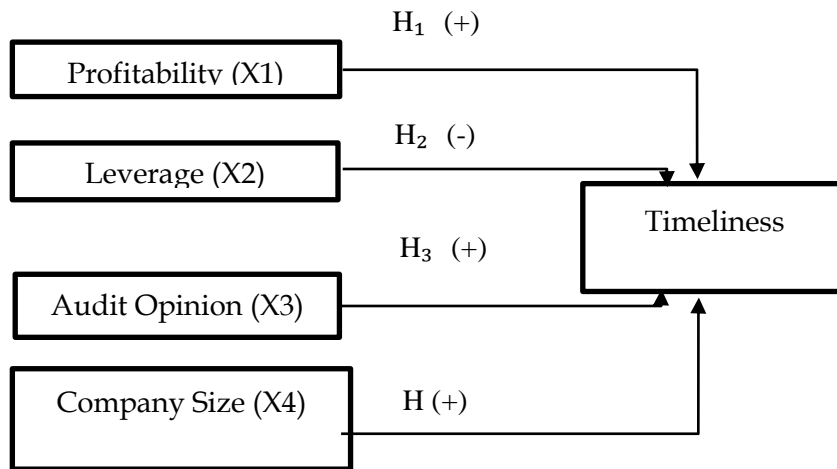 H₁ (+)
Profitability (X1)
H₂ (-)
Leverage (X2)
Timeliness
H₃ (+)
Audit Opinion (X3)
Company Size (X4)
H (+)